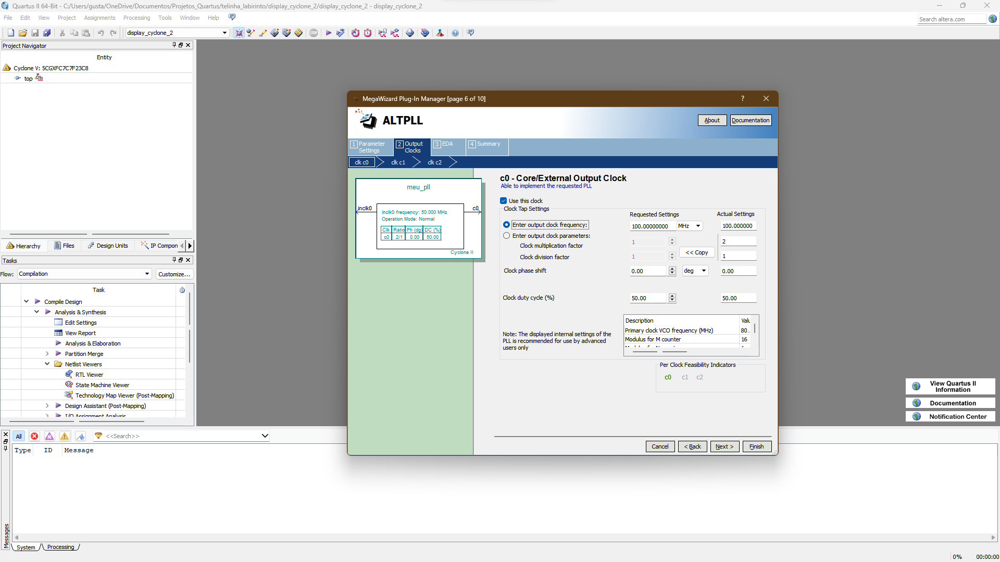 Quartus II 64-Bit - C:/Users/gusta/OneDrive/Documentos/Projetos_Quartus/telinha_labirinto/display_cyclone_2/display_cyclone_2 - display_cyclone_2
File Edit View Project Assignments Processing Tools Window Help
Search altera.com
display_cyclone_2
STOP
Project Navigator
Entity
Cyclone V: 5CGXFC7C7F23C8
top
Hierarchy Files Design Units IP Compon
Tasks
Flow: Compilation Customize...
Task
Compile Design
Analysis & Synthesis
Edit Settings
View Report
Analysis & Elaboration
Partition Merge
Netlist Viewers
RTL Viewer
State Machine Viewer
Technology Map Viewer (Post-Mapping)
Design Assistant (Post-Mapping)
I/O Assignment Analysis
MegaWizard Plug-In Manager [page 6 of 10]
?
ALTPLL
About Documentation
1 Parameter Settings
2 Output Clocks
3 EDA
4 Summary
clk c0 clk c1 clk c2
meu_pll
inclk0 c0
inclk0 frequency: 50.000 MHz
Operation Mode: Normal
Clk Ratio Ph (dg) DC (%)
c0 2/1 0.00 50.00
Cyclone II
c0 - Core/External Output Clock
Able to implement the requested PLL
Use this clock
Clock Tap Settings
Requested Settings Actual Settings
Enter output clock frequency: 100.00000000 MHz 100.000000
Enter output clock parameters:
Clock multiplication factor 1 2
<< Copy
Clock division factor 1 1
Clock phase shift 0.00 deg 0.00
Clock duty cycle (%) 50.00 50.00
Description Valu
Primary clock VCO frequency (MHz) 80..
Modulus for M counter 16
Note: The displayed internal settings of the
PLL is recommended for use by advanced
users only
Per Clock Feasibility Indicators
c0 c1 c2
Cancel < Back Next > Finish
View Quartus II
Information
Documentation
Notification Center
All <<Search>>
Type ID Message
Messages
System Processing
0% 00:00:00